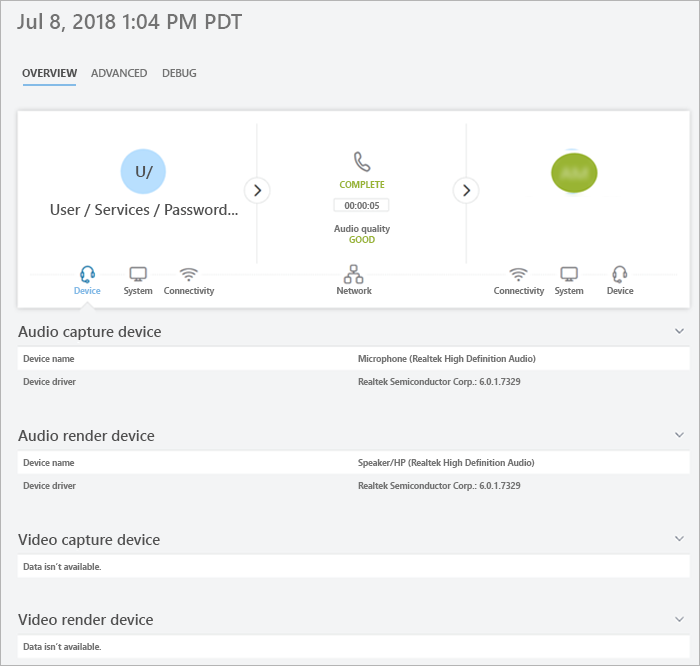 Jul 8, 2018 1:04 PM PDT
OVERVIEW ADVANCED DEBUG
U/
User / Services / Password...
COMPLETE
00:00:05
Audio quality
GOOD
Device System Connectivity Network Connectivity System Device
Audio capture device
Device name Microphone (Realtek High Definition Audio)
Device driver Realtek Semiconductor Corp.: 6.0.1.7329
Audio render device
Device name Speaker/HP (Realtek High Definition Audio)
Device driver Realtek Semiconductor Corp.: 6.0.1.7329
Video capture device
Data isn't available.
Video render device
Data isn't available.